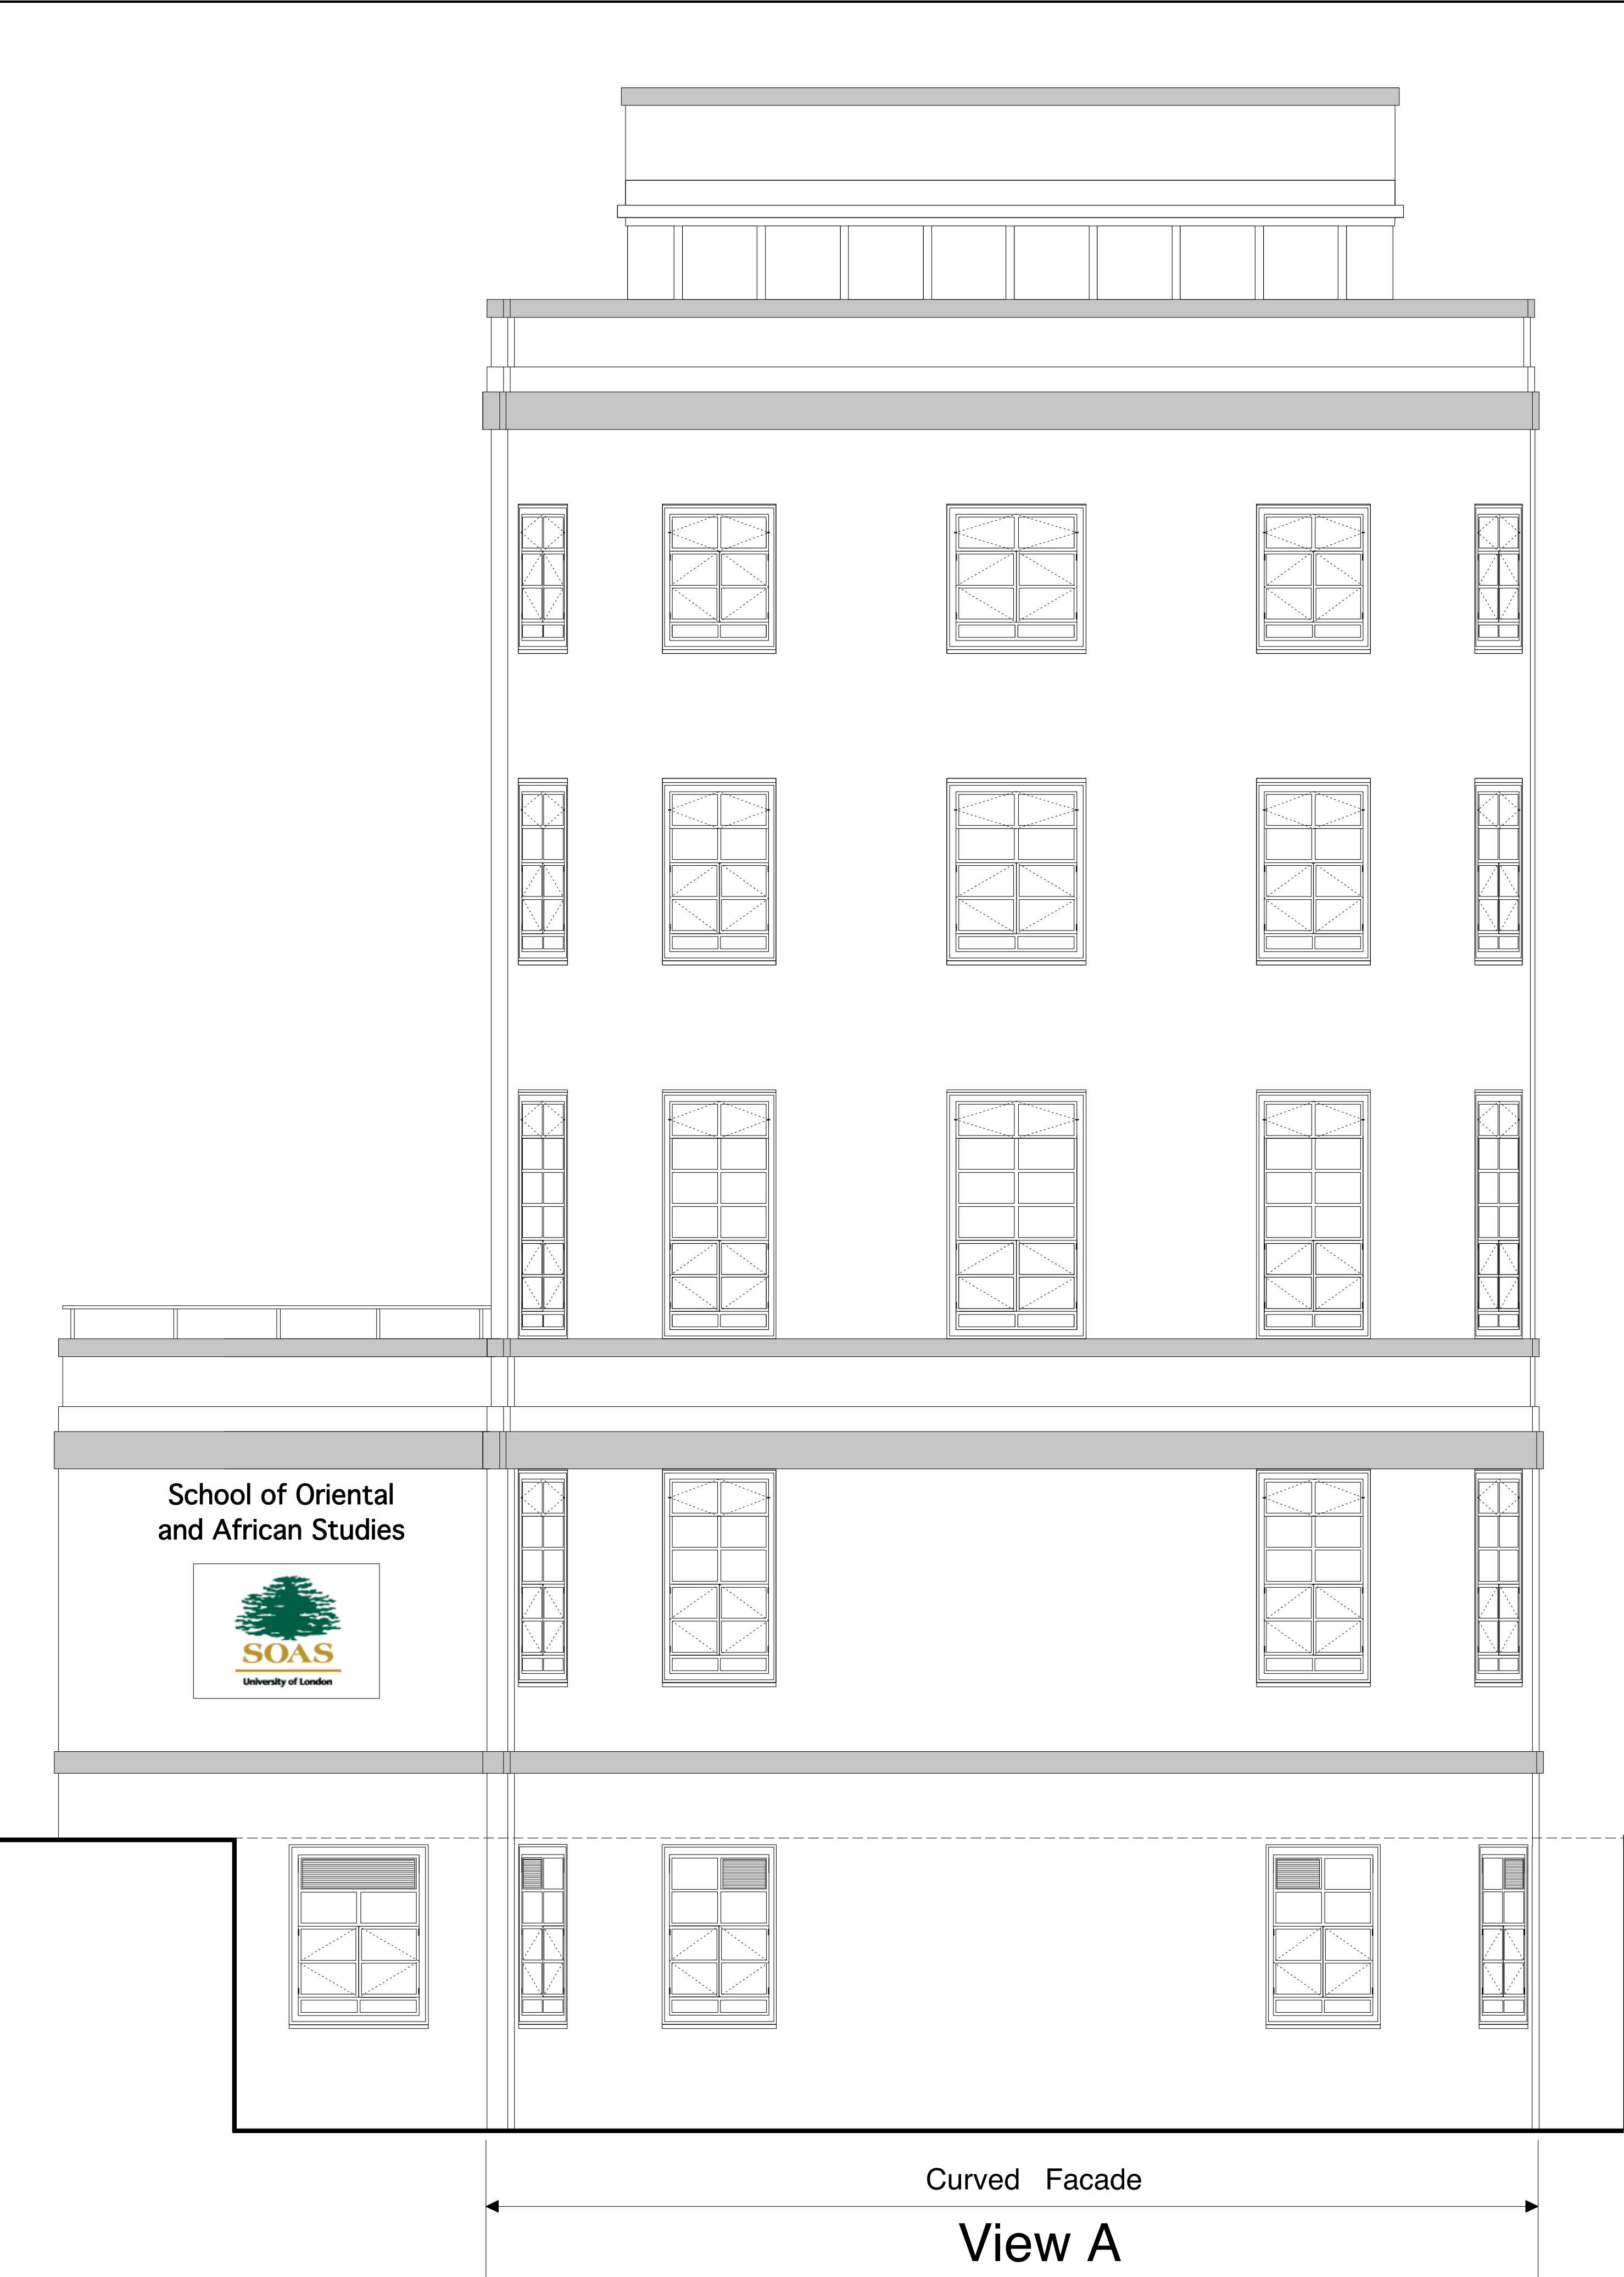 School of Oriental
and African Studies
SOAS
University of London
Curved Facade
View A